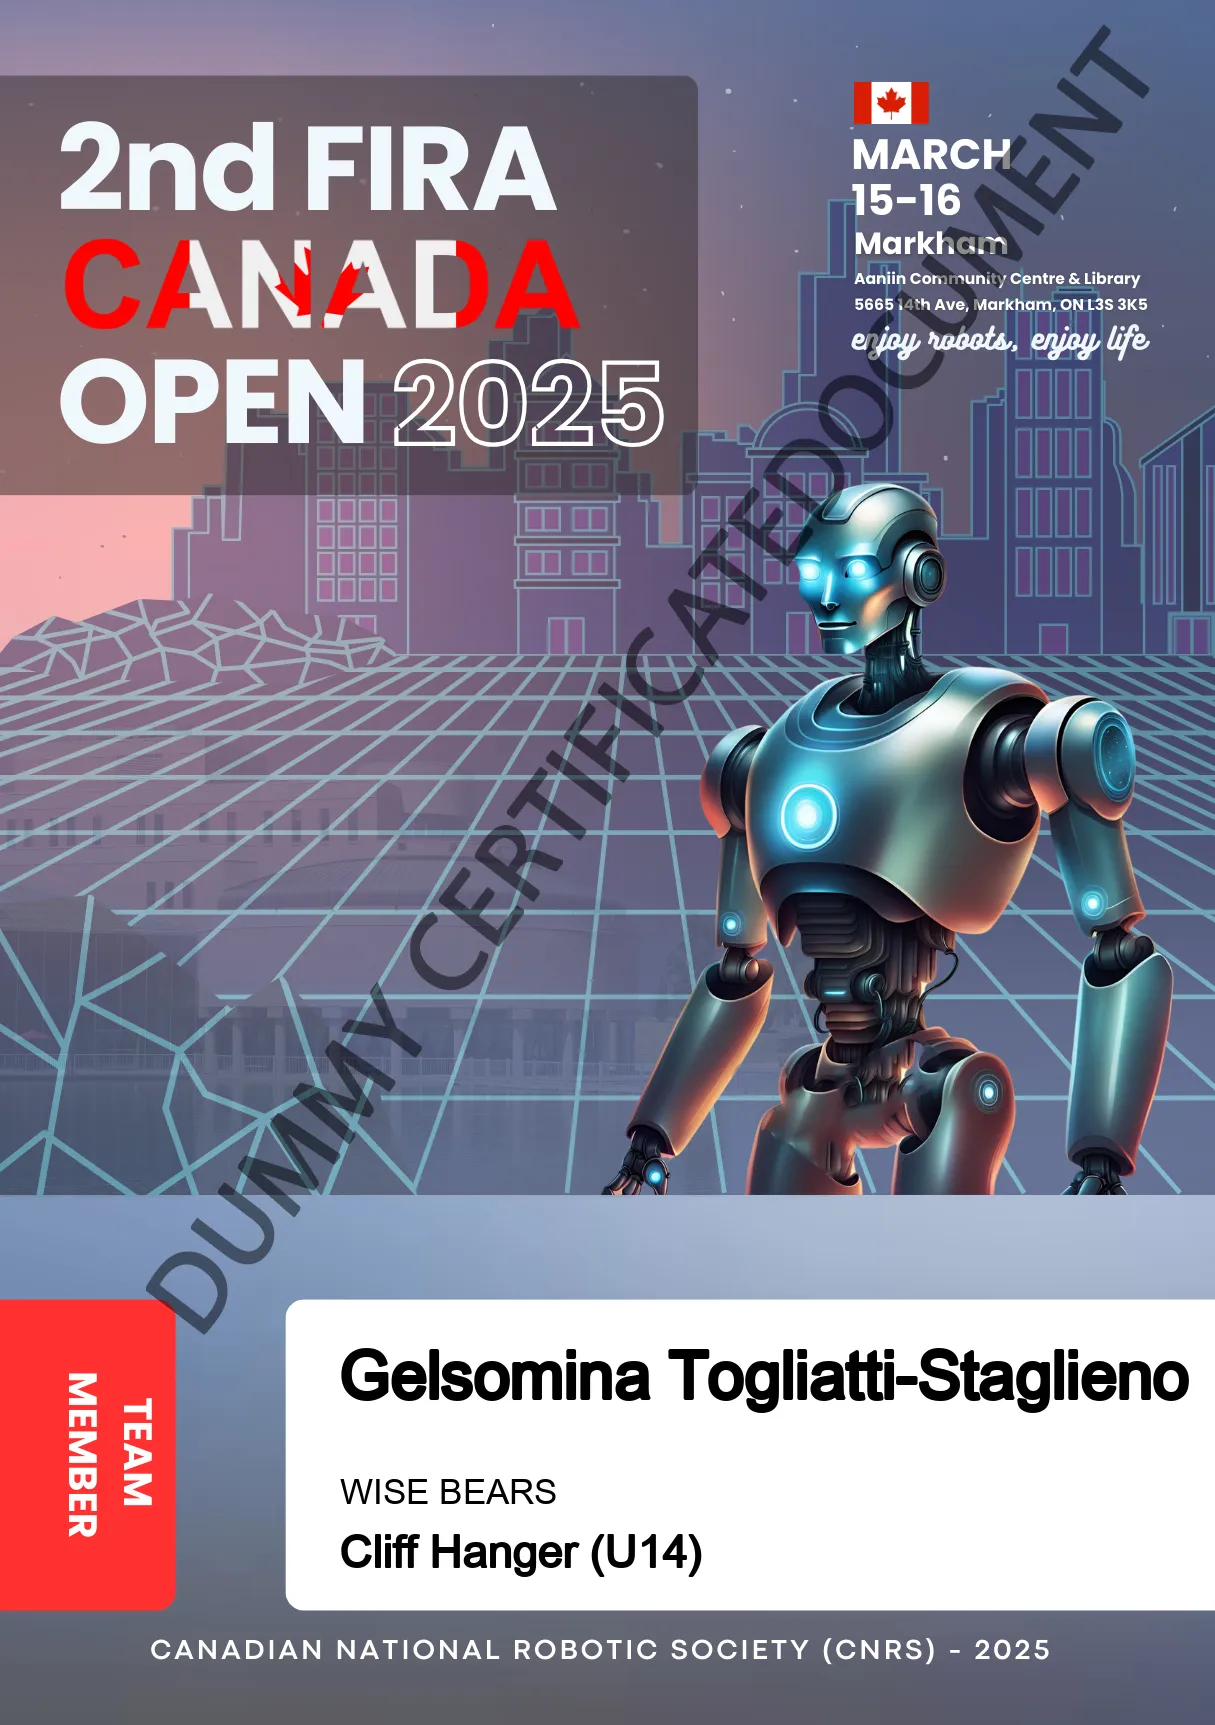 2nd FIRA
CANADA
OPEN 2025
MARCH
15-16
Markham
Aaniin Community Centre & Library
5665 14th Ave, Markham, ON L3S 3K5
enjoy robots, enjoy life
DUMMY CERTIFICATEDOCUMENT
TEAM
MEMBER
Gelsomina Togliatti-Staglieno
WISE BEARS
Cliff Hanger (U14)
CANADIAN NATIONAL ROBOTIC SOCIETY (CNRS) - 2025